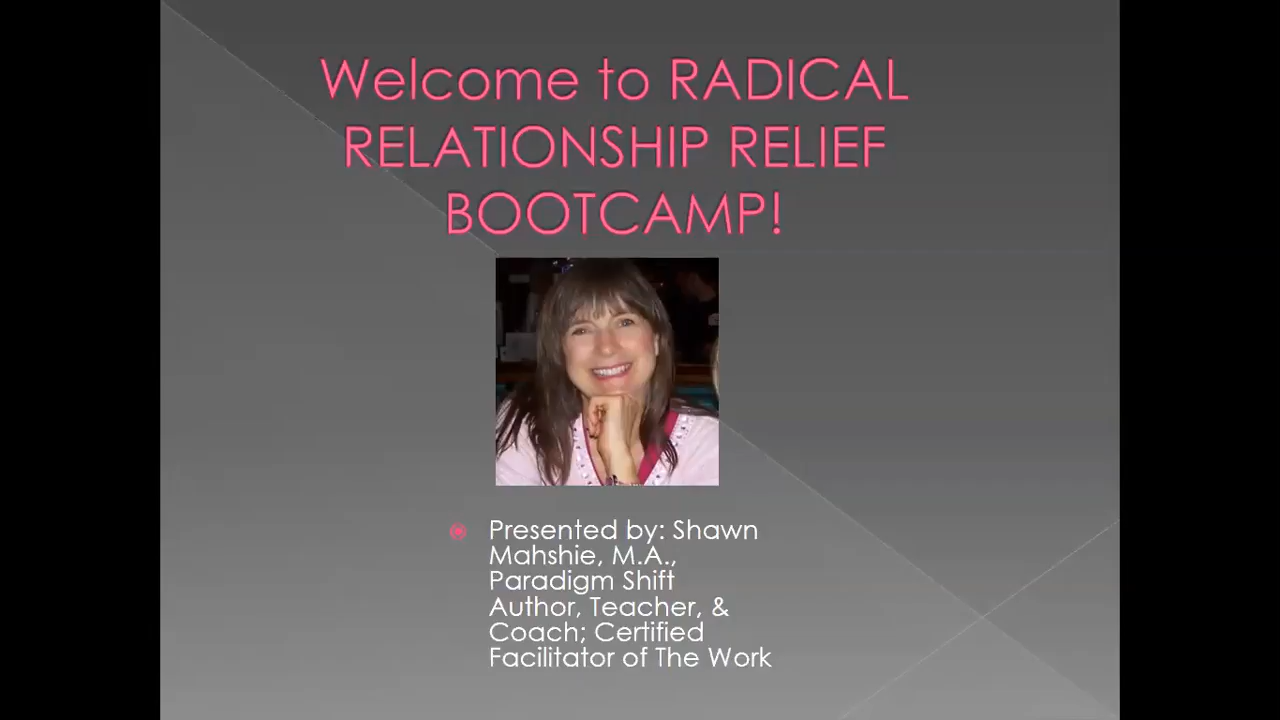 Welcome to RADICAL
RELATIONSHIP RELIEF
BOOTCAMP!
Presented by: Shawn
Mahshie, M.A.,
Paradigm Shift
Author, Teacher, &
Coach; Certified
Facilitator of The Work